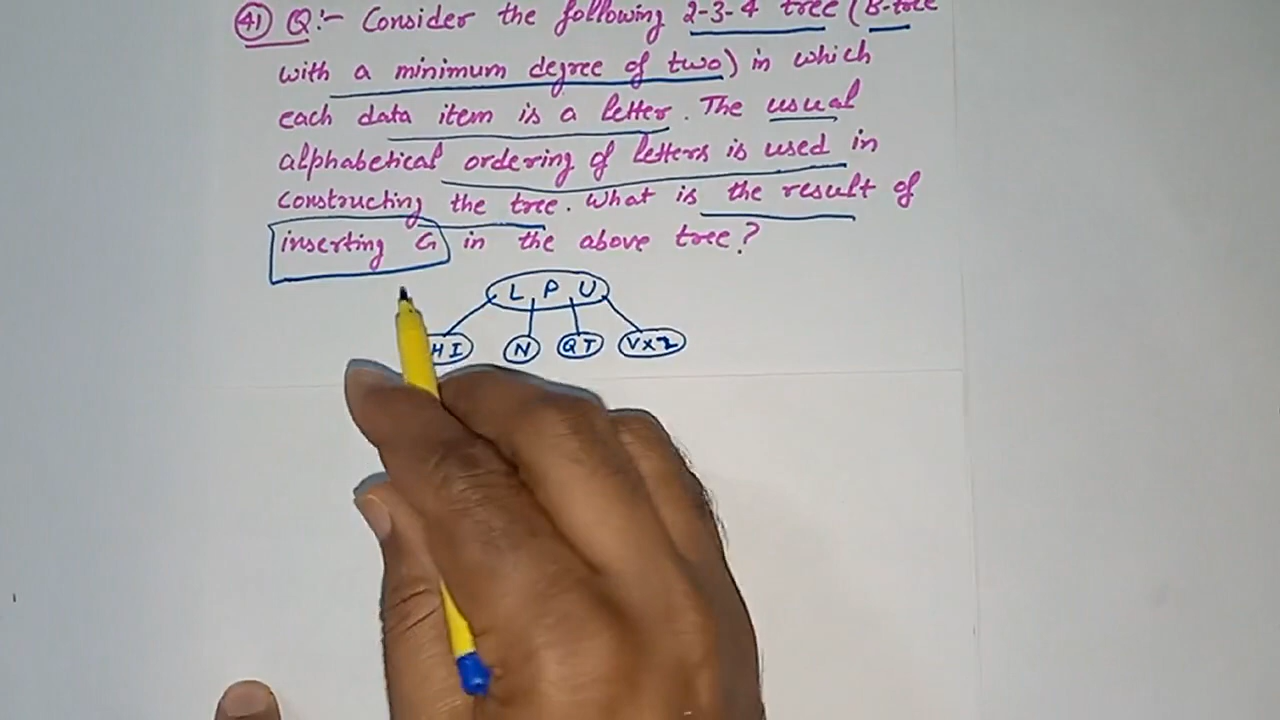 41 Q:- Consider the following 2-3-4 tree (B-tree
with a minimum degree of two) in which
each data item is a letter. The usual
alphabetical ordering of letters is used in
constructing the tree. What is the result of
inserting G in the above tree?
L P U
H I N Q T V X Z